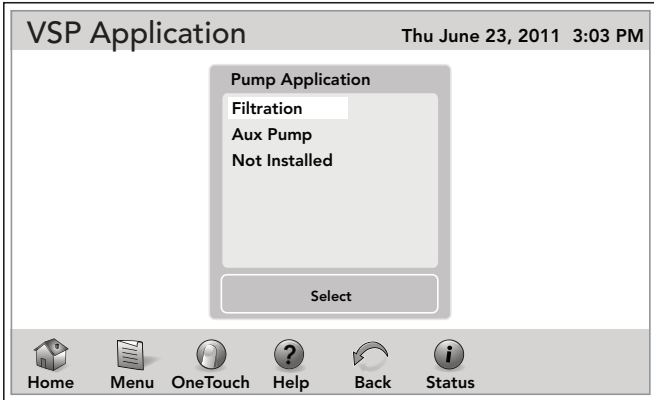 VSP Application Thu June 23, 2011 3:03 PM
Pump Application
Filtration
Aux Pump
Not Installed
Select
?
i
Home Menu OneTouch Help Back Status